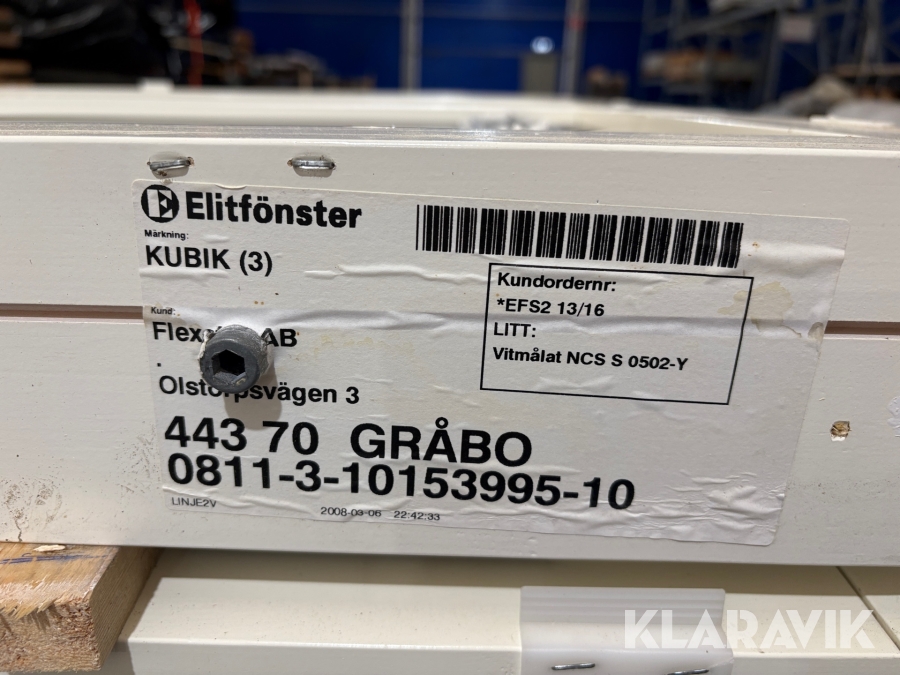 E Elitfönster
Märkning:
KUBIK (3)
Kundordernr:
*EFS2 13/16
LITT:
Vitmålat NCS S 0502-Y
Kund:
AB
3
443 70 GRÅBO
0811-3-10153995-10
LINJE2V
2008-03-06 22:42:33
KLARAVIK